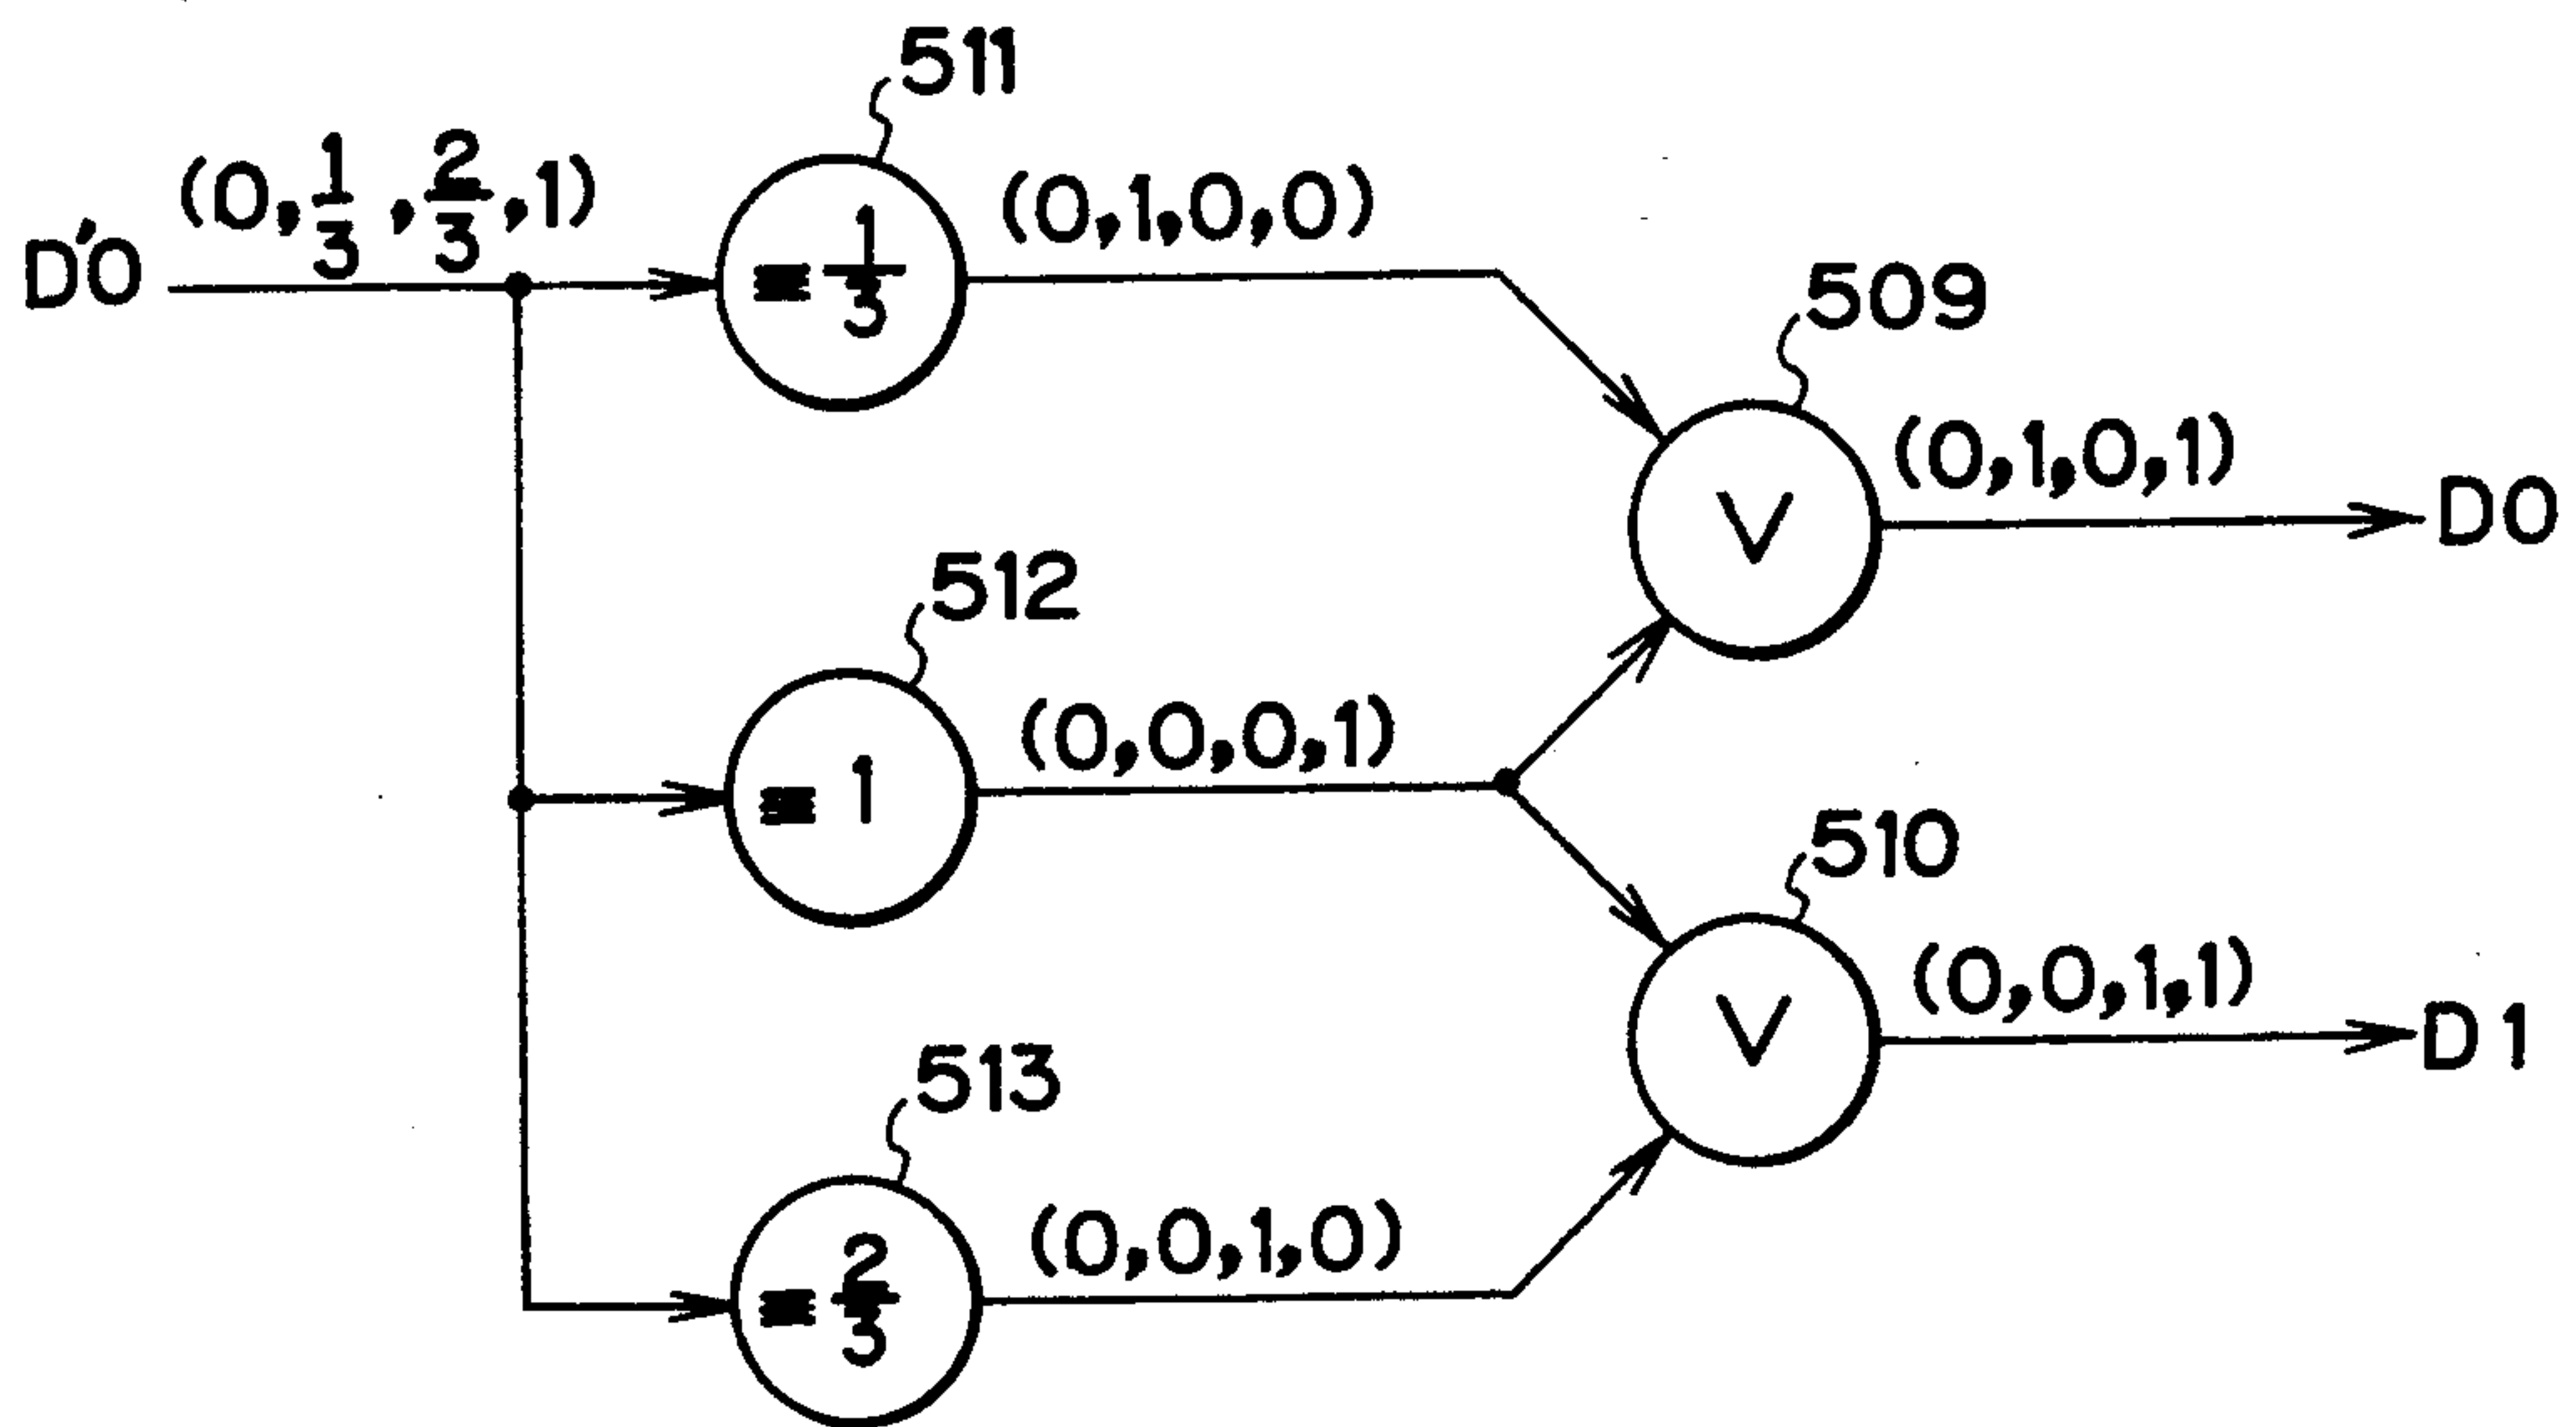 511
(0, 1/3, 2/3, 1)
D'0
≡ 1/3
(0,1,0,0)
509
V
(0,1,0,1)
D0
512
≡ 1
(0,0,0,1)
510
V
(0,0,1,1)
D1
513
≡ 2/3
(0,0,1,0)